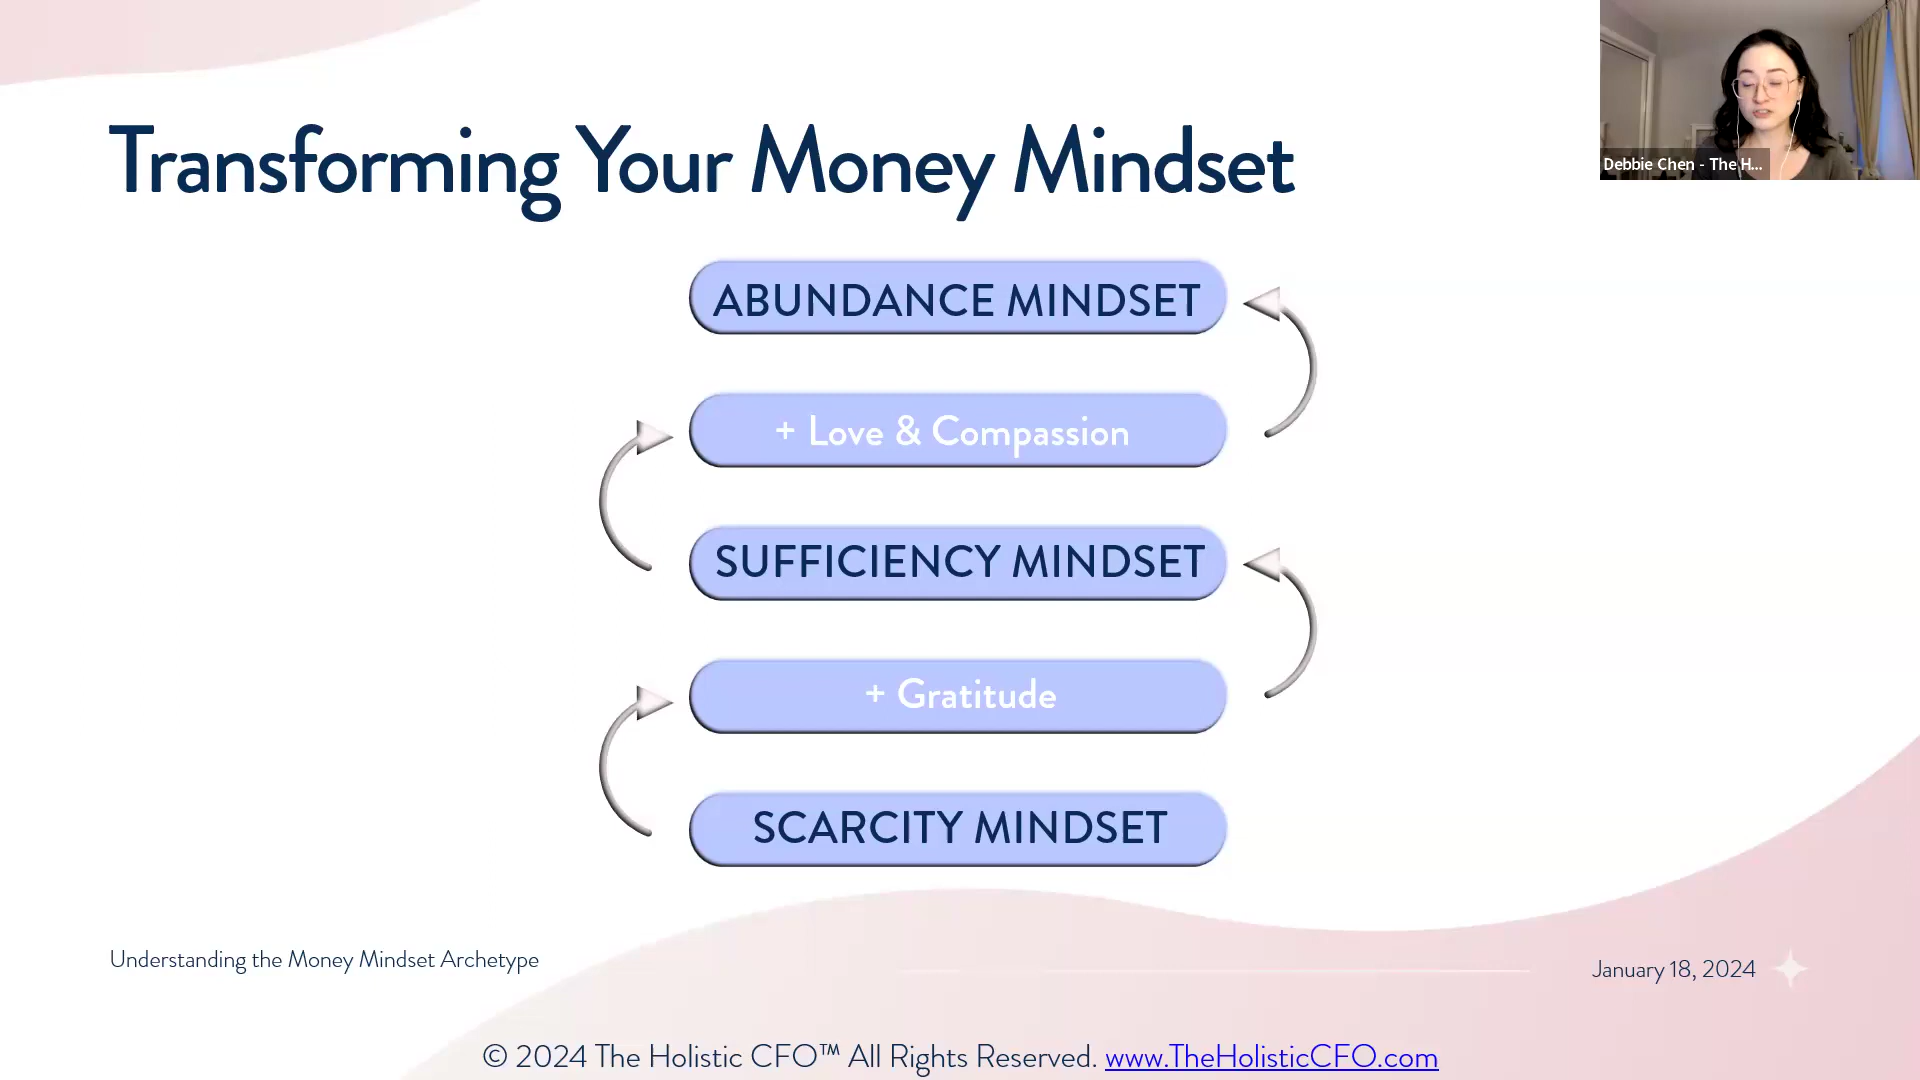 Transforming Your Money Mindset
Debbie Chen - The H...
ABUNDANCE MINDSET
+ Love & Compassion
SUFFICIENCY MINDSET
+ Gratitude
SCARCITY MINDSET
Understanding the Money Mindset Archetype
January 18, 2024
© 2024 The Holistic CFO™ All Rights Reserved. www.TheHolisticCFO.com